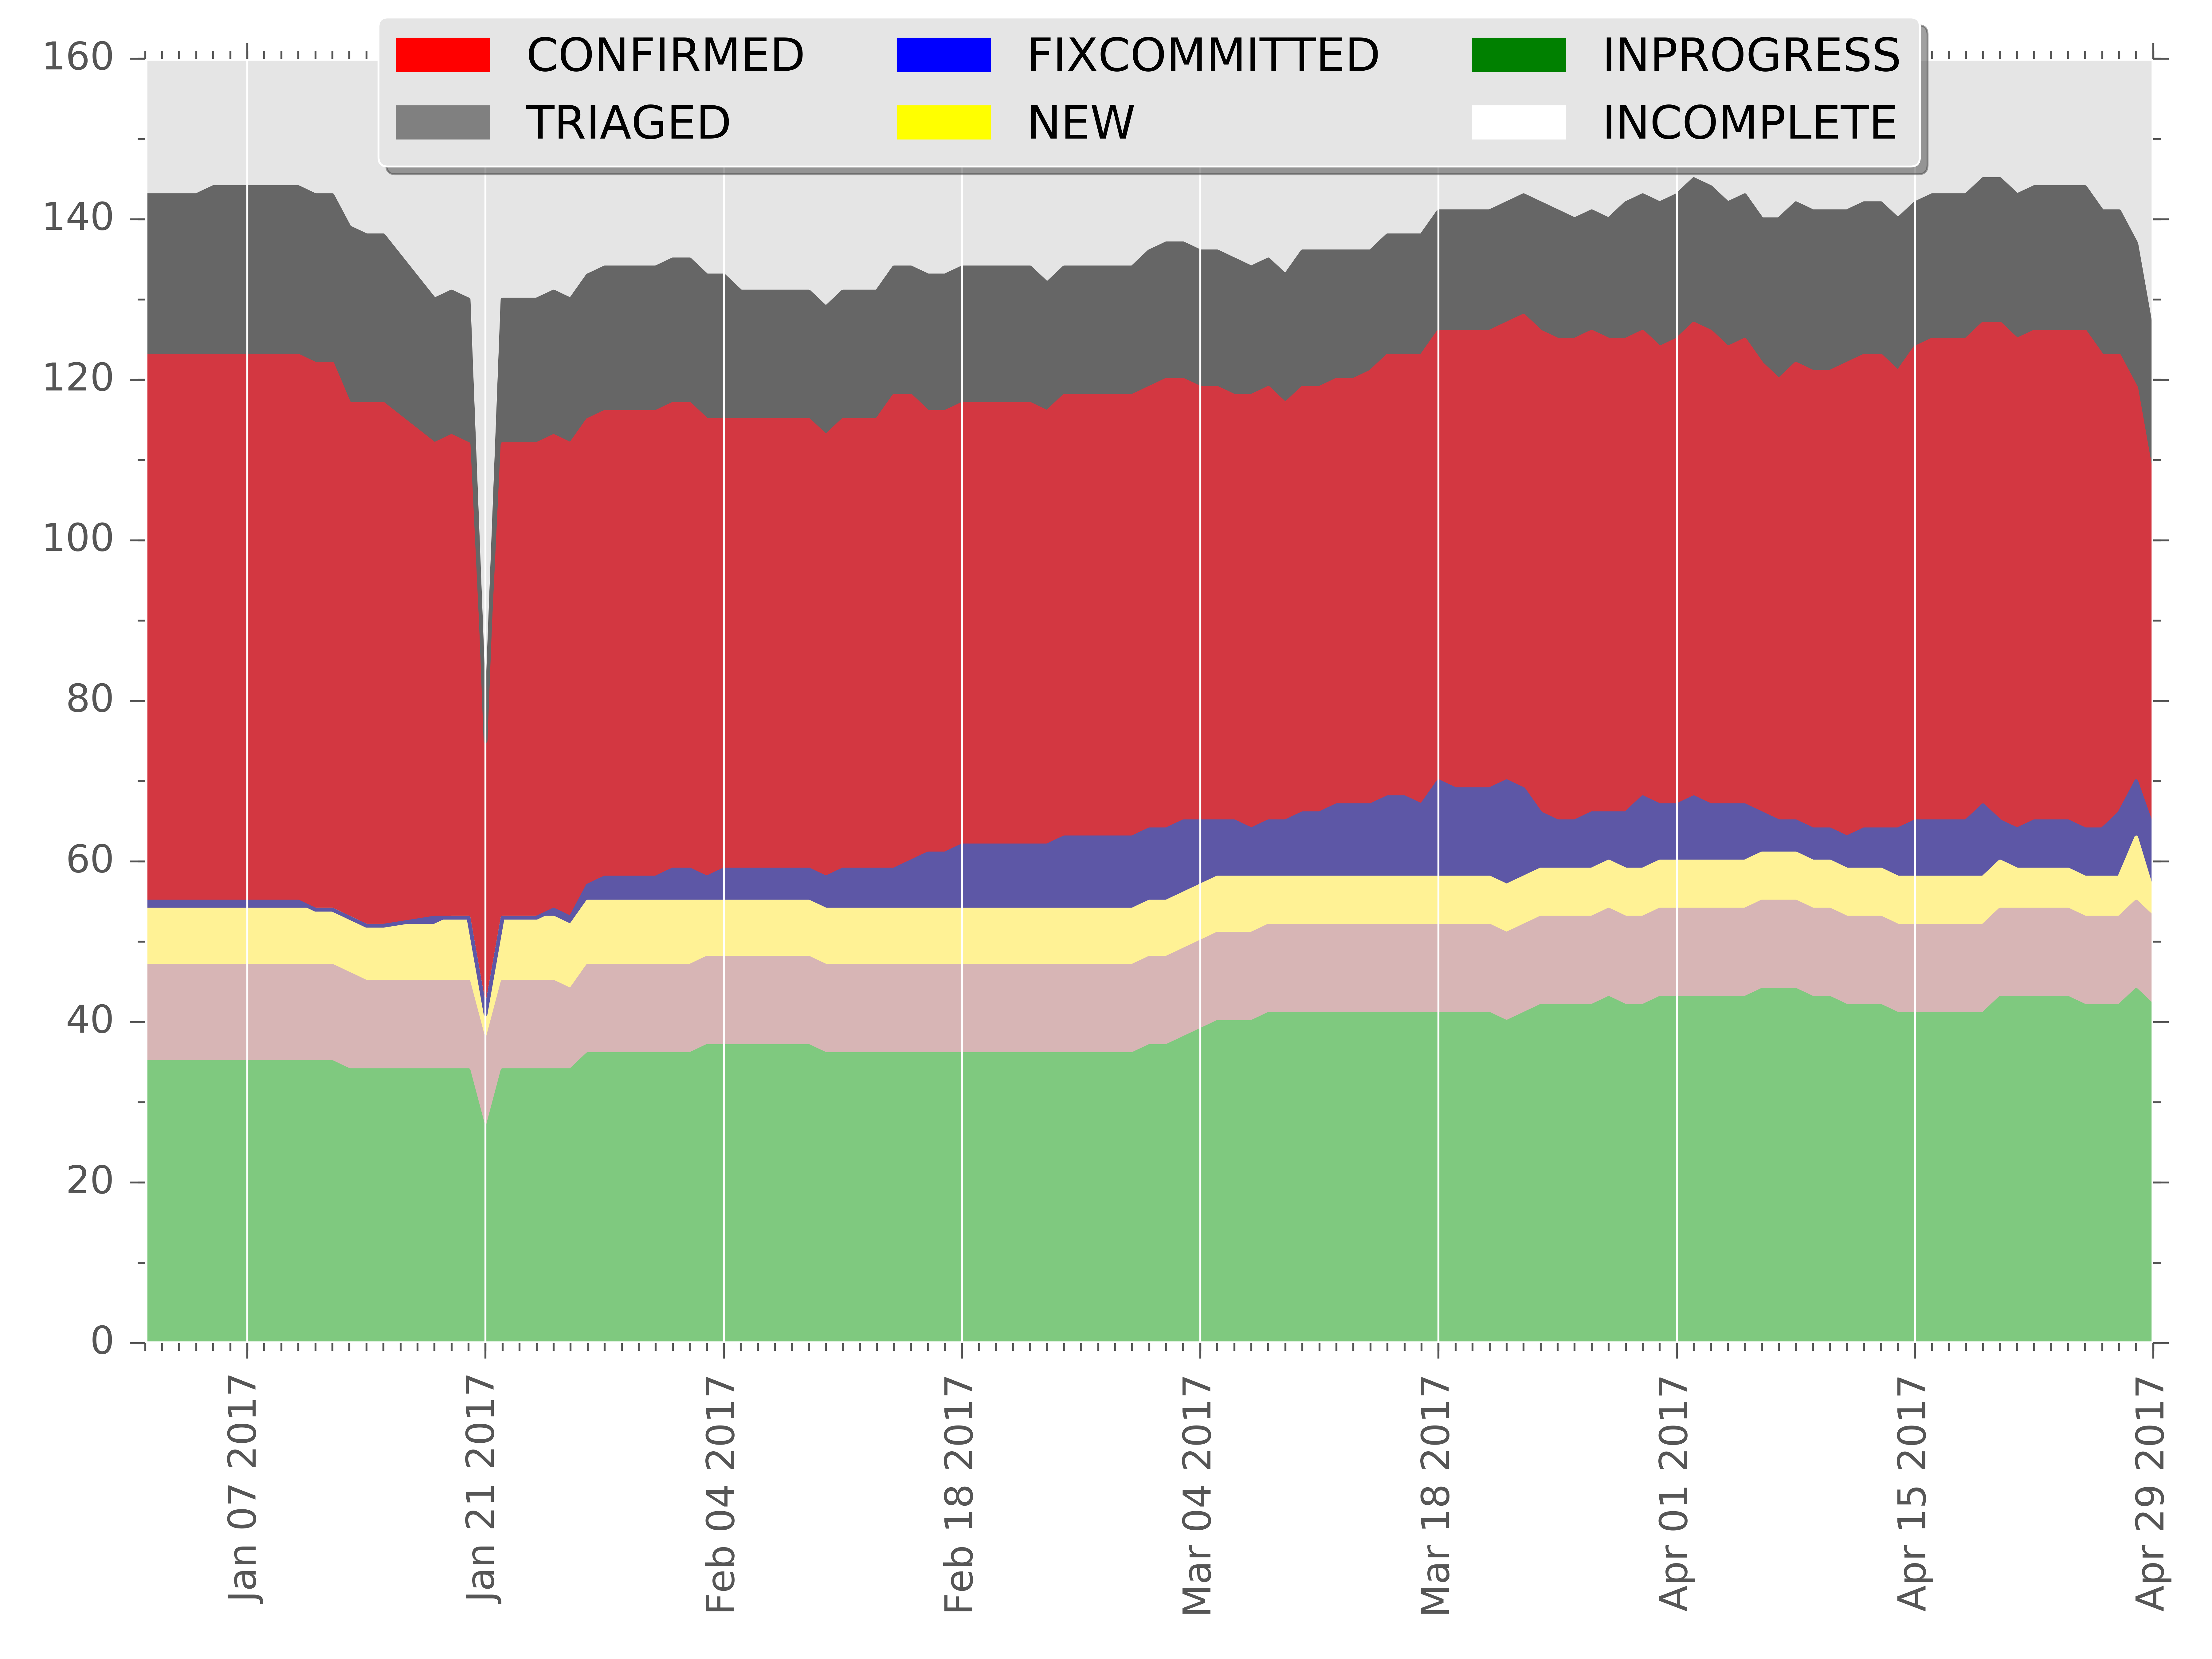 CONFIRMED FIXCOMMITTED INPROGRESS
TRIAGED NEW INCOMPLETE
160
140
120
100
80
60
40
20
0
Jan 07 2017
Jan 21 2017
Feb 04 2017
Feb 18 2017
Mar 04 2017
Mar 18 2017
Apr 01 2017
Apr 15 2017
Apr 29 2017